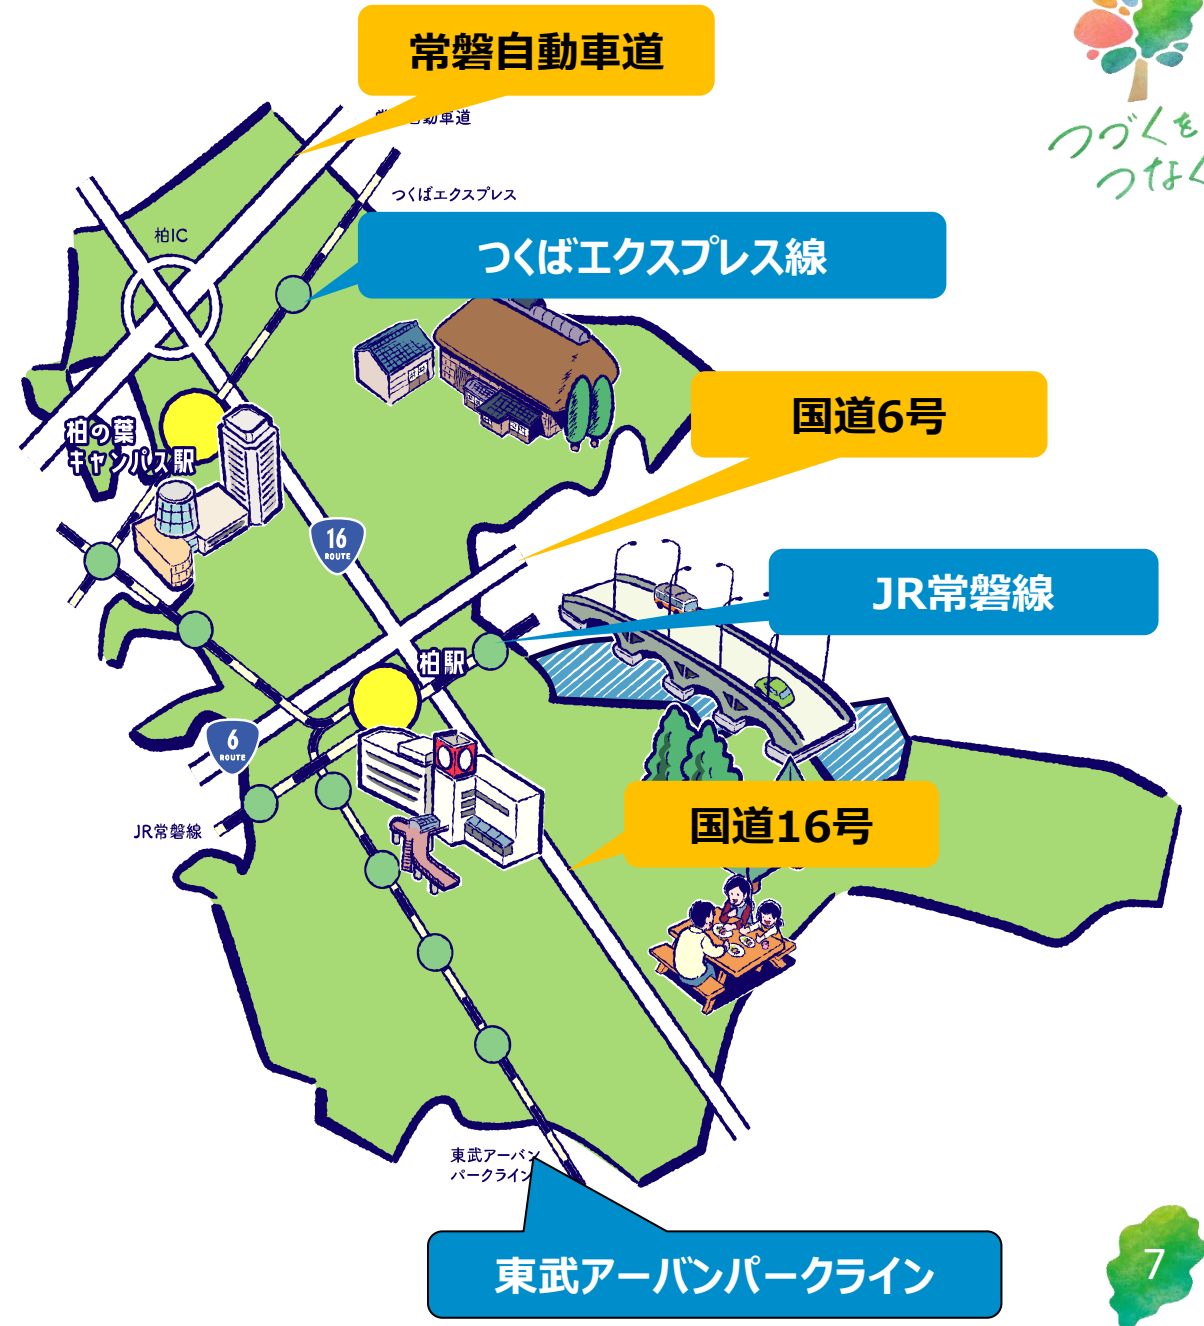 常磐自動車道
動車道
つづくを
つなぐ
つくばエクスプレス
柏IC
つくばエクスプレス線
国道6号
柏の葉
キャンパス駅
16
ROUTE
JR常磐線
柏駅
6
ROUTE
国道16号
JR常磐線
東武アーバン
パークライン
東武アーバンパークライン
7